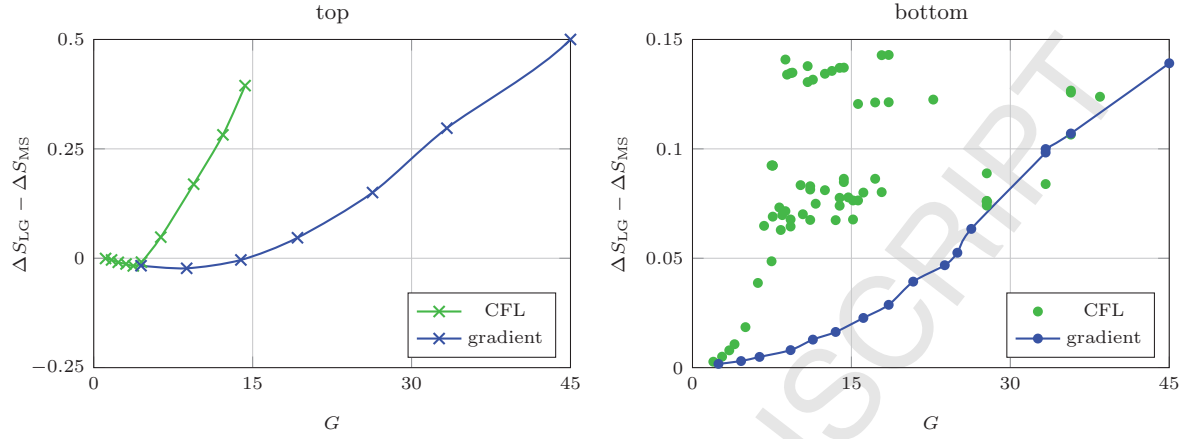 top
0.5
0.25
0
−0.25
0
15
30
45
G
ΔS_LG − ΔS_MS
CFL
gradient
bottom
0.15
0.1
0.05
0
0
15
30
45
G
ΔS_LG − ΔS_MS
CFL
gradient
USCRIPT